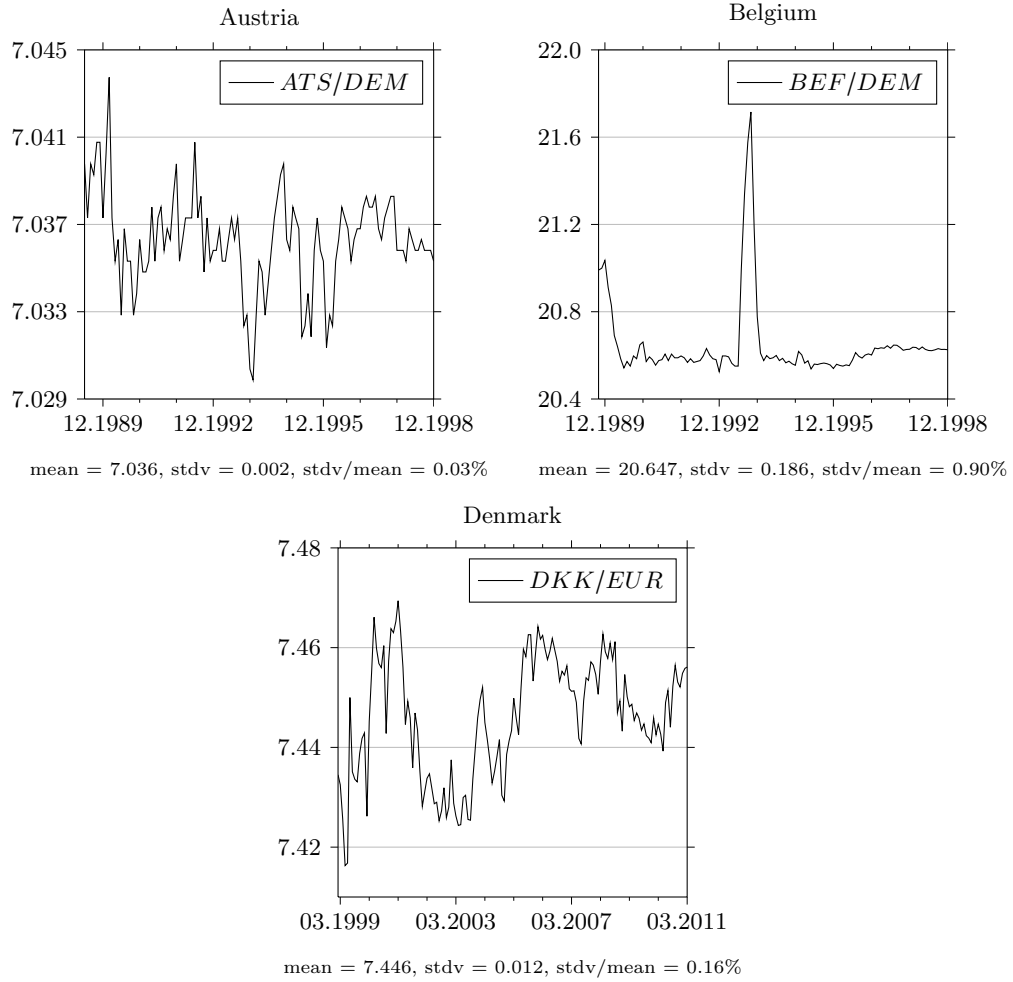 Austria
7.045
ATS/DEM
7.041
7.037
7.033
7.029
12.1989 12.1992 12.1995 12.1998
mean = 7.036, stdv = 0.002, stdv/mean = 0.03%
Belgium
22.0
BEF/DEM
21.6
21.2
20.8
20.4
12.1989 12.1992 12.1995 12.1998
mean = 20.647, stdv = 0.186, stdv/mean = 0.90%
Denmark
7.48
DKK/EUR
7.46
7.44
7.42
03.1999 03.2003 03.2007 03.2011
mean = 7.446, stdv = 0.012, stdv/mean = 0.16%